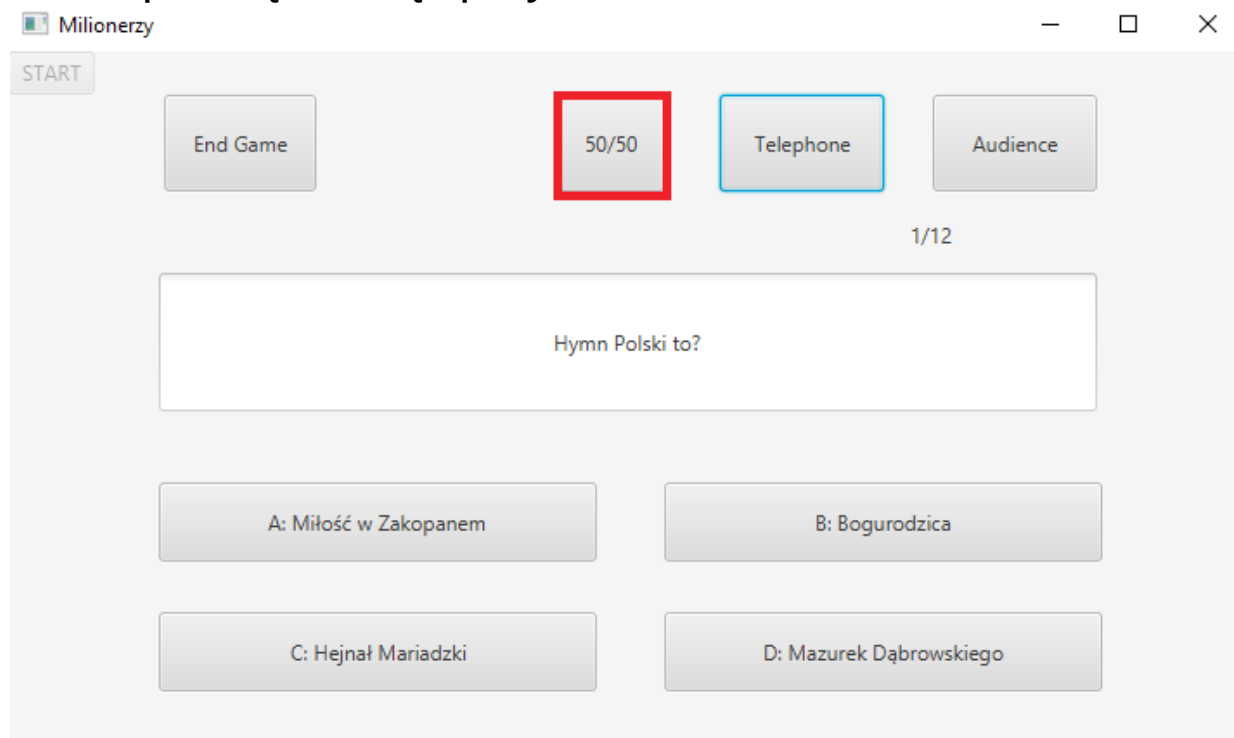 Milionerzy
START
End Game
50/50
Telephone
Audience
1/12
Hymn Polski to?
A: Miłość w Zakopanem
B: Bogurodzica
C: Hejnał Mariadzki
D: Mazurek Dąbrowskiego